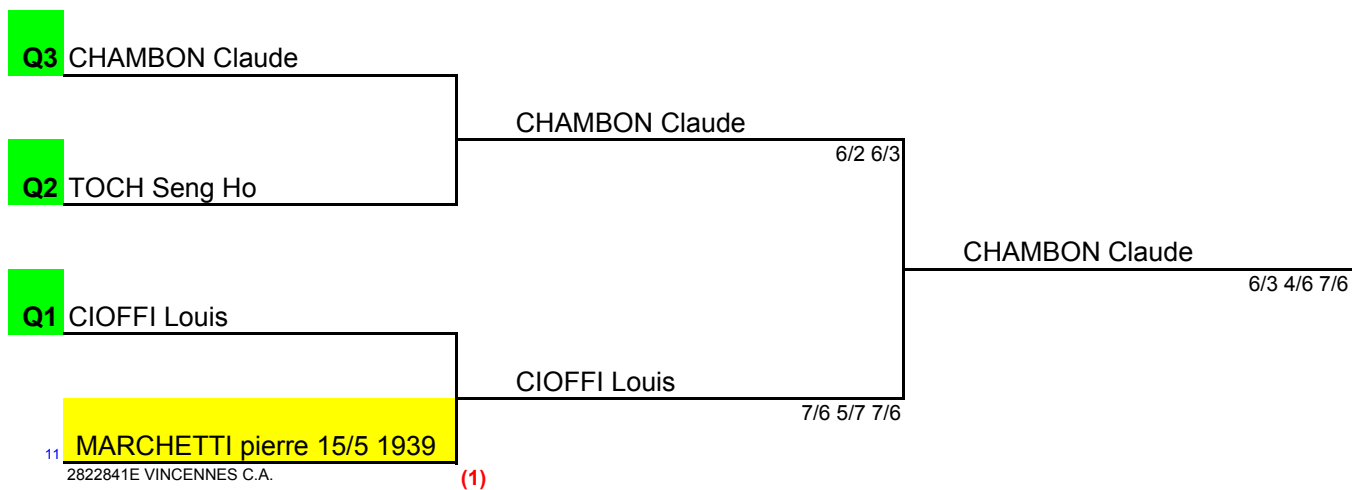 Q3 CHAMBON Claude
CHAMBON Claude
6/2 6/3
Q2 TOCH Seng Ho
CHAMBON Claude
6/3 4/6 7/6
Q1 CIOFFI Louis
CIOFFI Louis
7/6 5/7 7/6
11 MARCHETTI pierre 15/5 1939
2822841E VINCENNES C.A.
(1)